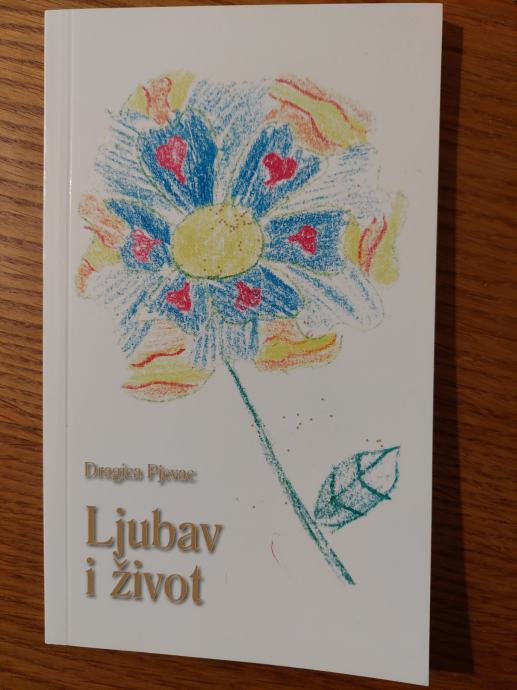 Dragica Pjevac
Ljubav
i život